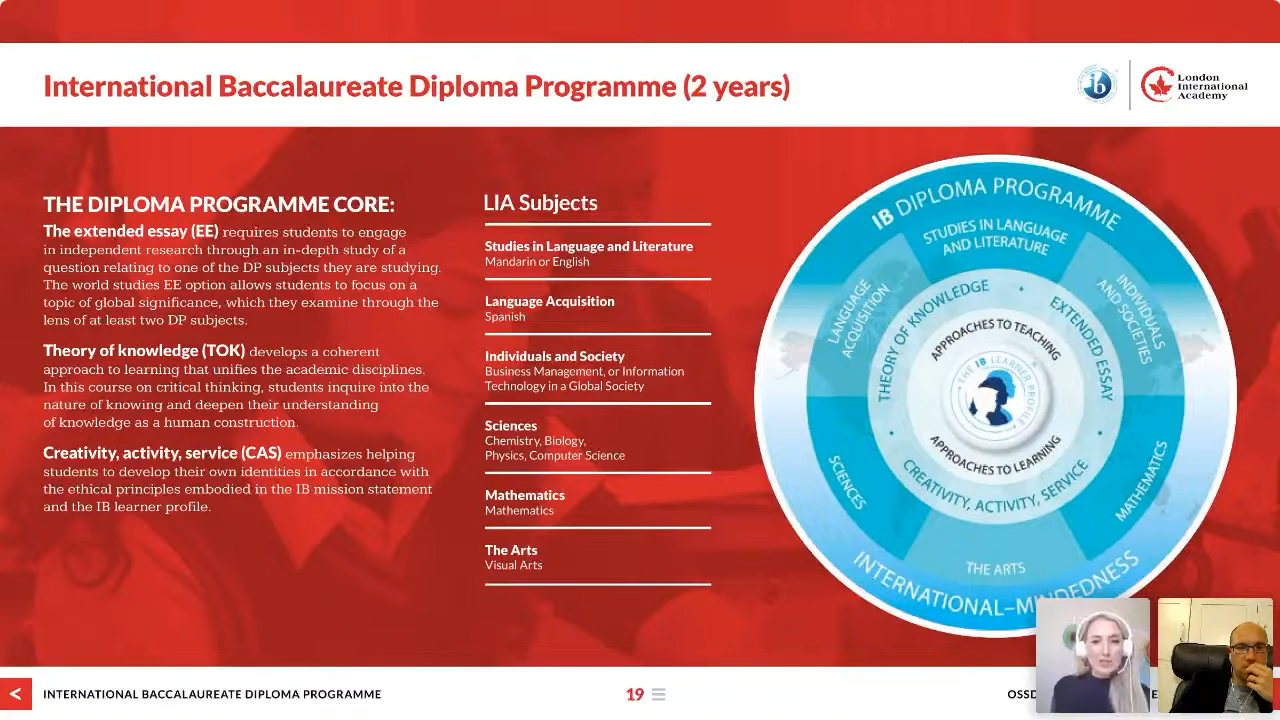 International Baccalaureate Diploma Programme (2 years)
ib
London
International
Academy
THE DIPLOMA PROGRAMME CORE:
The extended essay (EE) requires students to engage
in independent research through an in-depth study of a
question relating to one of the DP subjects they are studying.
The world studies EE option allows students to focus on a
topic of global significance, which they examine through the
lens of at least two DP subjects.
Theory of knowledge (TOK) develops a coherent
approach to learning that unifies the academic disciplines.
In this course on critical thinking, students inquire into the
nature of knowing and deepen their understanding
of knowledge as a human construction.
Creativity, activity, service (CAS) emphasizes helping
students to develop their own identities in accordance with
the ethical principles embodied in the IB mission statement
and the IB learner profile.
LIA Subjects
Studies in Language and Literature
Mandarin or English
Language Acquisition
Spanish
Individuals and Society
Business Management, or Information
Technology in a Global Society
Sciences
Chemistry, Biology,
Physics, Computer Science
Mathematics
Mathematics
The Arts
Visual Arts
IB DIPLOMA PROGRAMME
STUDIES IN LANGUAGE
AND LITERATURE
LANGUAGE
ACQUISITION
INDIVIDUALS
AND SOCIETIES
THEORY OF KNOWLEDGE
EXTENDED ESSAY
APPROACHES TO TEACHING
THE IB LEARNER PROFILE
APPROACHES TO LEARNING
CREATIVITY, ACTIVITY, SERVICE
SCIENCES
MATHEMATICS
THE ARTS
INTERNATIONAL-MINDEDNESS
< INTERNATIONAL BACCALAUREATE DIPLOMA PROGRAMME
19